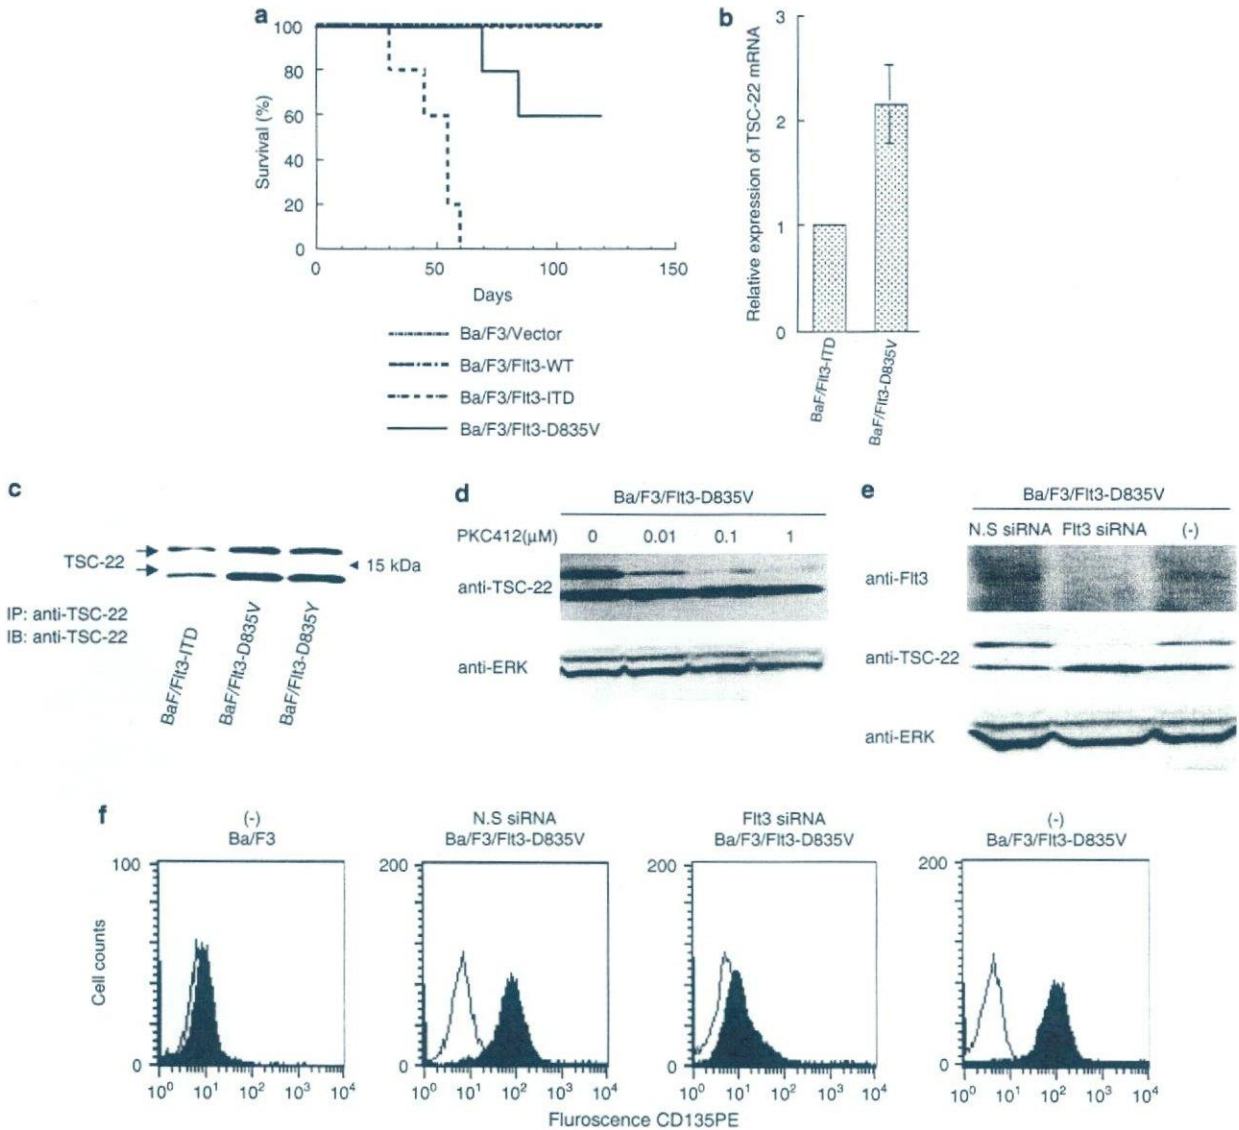 a
Survival (%)
100
80
60
40
20
0
0 50 100 150
Days
Ba/F3/Vector
Ba/F3/Flt3-WT
Ba/F3/Flt3-ITD
Ba/F3/Flt3-D835V
b
Relative expression of TSC-22 mRNA
3
2
1
0
BaF/Flt3-ITD
BaF/Flt3-D835V
c
TSC-22
15 kDa
IP: anti-TSC-22
IB: anti-TSC-22
BaF/Flt3-ITD
BaF/Flt3-D835V
BaF/Flt3-D835Y
d
Ba/F3/Flt3-D835V
PKC412(μM) 0 0.01 0.1 1
anti-TSC-22
anti-ERK
e
Ba/F3/Flt3-D835V
N.S siRNA Flt3 siRNA (-)
anti-Flt3
anti-TSC-22
anti-ERK
f
(-)
Ba/F3
N.S siRNA
Ba/F3/Flt3-D835V
Flt3 siRNA
Ba/F3/Flt3-D835V
(-)
Ba/F3/Flt3-D835V
Cell counts
100
0
10⁰ 10¹ 10² 10³ 10⁴
200
0
10⁰ 10¹ 10² 10³ 10⁴
200
0
10⁰ 10¹ 10² 10³ 10⁴
200
0
10⁰ 10¹ 10² 10³ 10⁴
Fluroscence CD135PE